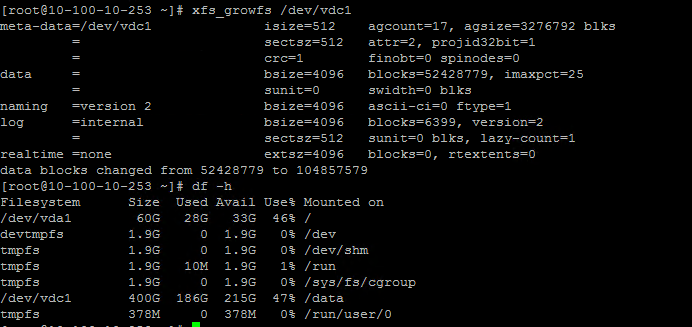 [root@10-100-10-253 ~]# xfs_growfs /dev/vdc1
meta-data=/dev/vdc1              isize=512    agcount=17, agsize=3276792 blks
         =                       sectsz=512   attr=2, projid32bit=1
         =                       crc=1        finobt=0 spinodes=0
data     =                       bsize=4096   blocks=52428779, imaxpct=25
         =                       sunit=0      swidth=0 blks
naming   =version 2              bsize=4096   ascii-ci=0 ftype=1
log      =internal               bsize=4096   blocks=6399, version=2
         =                       sectsz=512   sunit=0 blks, lazy-count=1
realtime =none                   extsz=4096   blocks=0, rtextents=0
data blocks changed from 52428779 to 104857579
[root@10-100-10-253 ~]# df -h
Filesystem      Size  Used Avail Use% Mounted on
/dev/vda1        60G   28G   33G  46% /
devtmpfs        1.9G     0  1.9G   0% /dev
tmpfs           1.9G     0  1.9G   0% /dev/shm
tmpfs           1.9G   10M  1.9G   1% /run
tmpfs           1.9G     0  1.9G   0% /sys/fs/cgroup
/dev/vdc1       400G  186G  215G  47% /data
tmpfs           378M     0  378M   0% /run/user/0